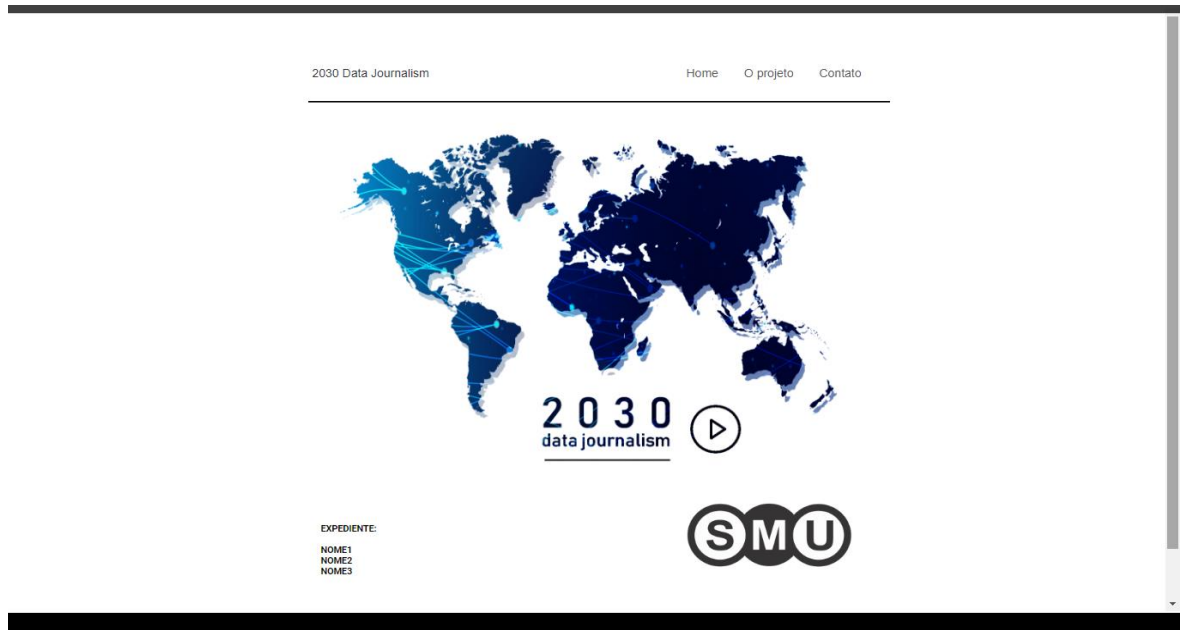 2030 Data Journalism
Home O projeto Contato
2030
data journalism
EXPEDIENTE:
NOME1
NOME2
NOME3
SMU